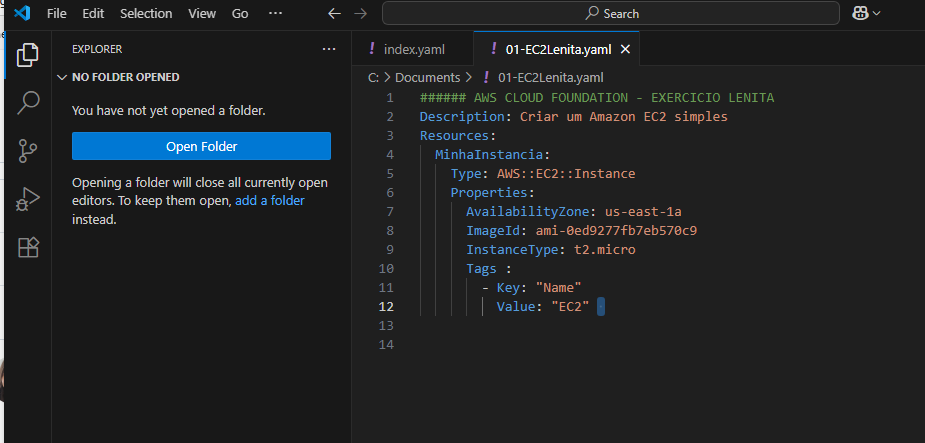 File Edit Selection View Go ··· Search
EXPLORER ···
NO FOLDER OPENED
You have not yet opened a folder.
Open Folder
Opening a folder will close all currently open
editors. To keep them open, add a folder
instead.
! index.yaml ! 01-EC2Lenita.yaml ×
C: > Documents > ! 01-EC2Lenita.yaml
1 ###### AWS CLOUD FOUNDATION - EXERCICIO LENITA
2 Description: Criar um Amazon EC2 simples
3 Resources:
4   MinhaInstancia:
5     Type: AWS::EC2::Instance
6     Properties:
7       AvailabilityZone: us-east-1a
8       ImageId: ami-0ed9277fb7eb570c9
9       InstanceType: t2.micro
10       Tags :
11         - Key: "Name"
12           Value: "EC2"
13
14